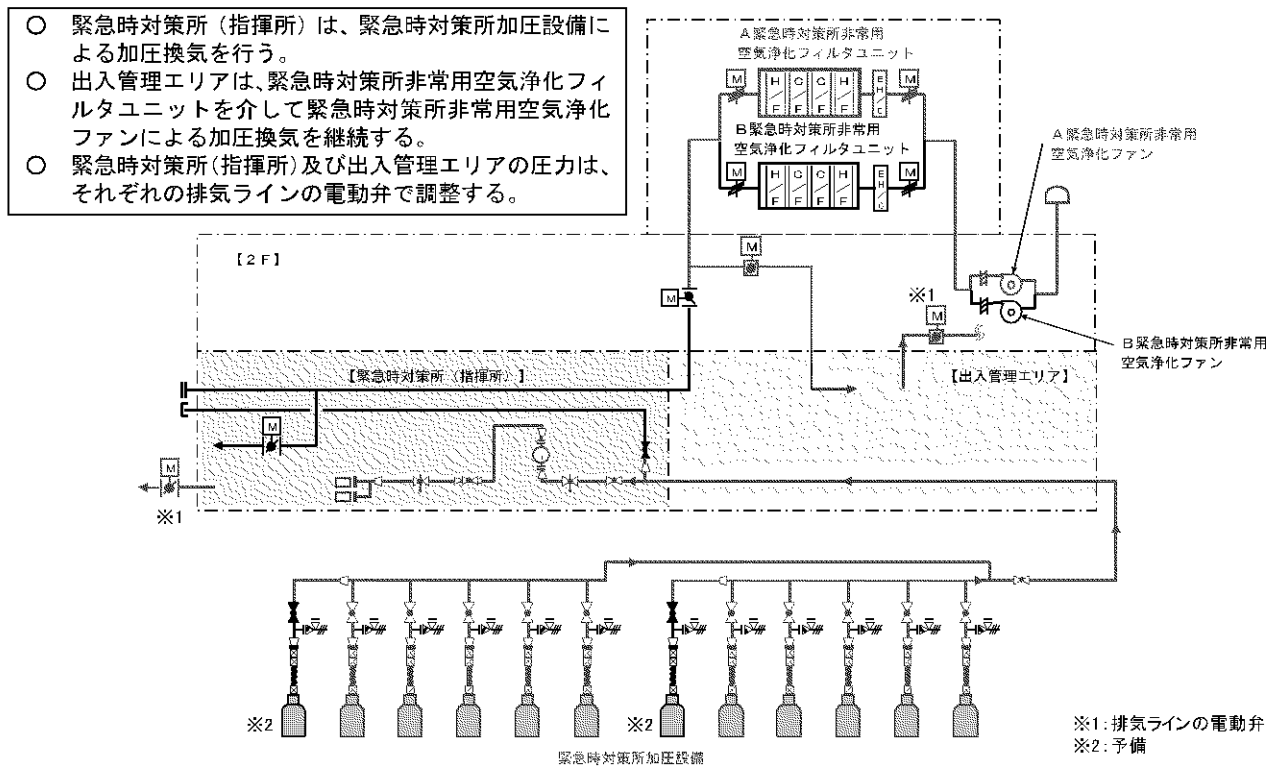 ○ 緊急時対策所（指揮所）は、緊急時対策所加圧設備に
よる加圧換気を行う。
○ 出入管理エリアは、緊急時対策所非常用空気浄化フィ
ルタユニットを介して緊急時対策所非常用空気浄化
ファンによる加圧換気を継続する。
○ 緊急時対策所（指揮所）及び出入管理エリアの圧力は、
それぞれの排気ラインの電動弁で調整する。
A緊急時対策所非常用
空気浄化フィルタユニット
M
M
H/F
C/F
C/F
H/F
EH/C
B緊急時対策所非常用
空気浄化フィルタユニット
M
M
H/F
C/F
C/F
H/F
EH/C
A緊急時対策所非常用
空気浄化ファン
【2F】
M
M
※1
M
B緊急時対策所非常用
空気浄化ファン
【緊急時対策所（指揮所）】
【出入管理エリア】
M
M
※1
※2
※2
緊急時対策所加圧設備
※1：排気ラインの電動弁
※2：予備